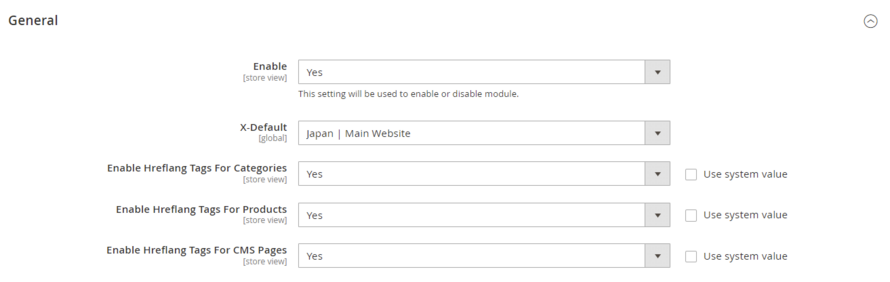 General
Enable
[store view]
Yes
This setting will be used to enable or disable module.
X-Default
[global]
Japan | Main Website
Enable Hreflang Tags For Categories
[store view]
Yes
Use system value
Enable Hreflang Tags For Products
[store view]
Yes
Use system value
Enable Hreflang Tags For CMS Pages
[store view]
Yes
Use system value